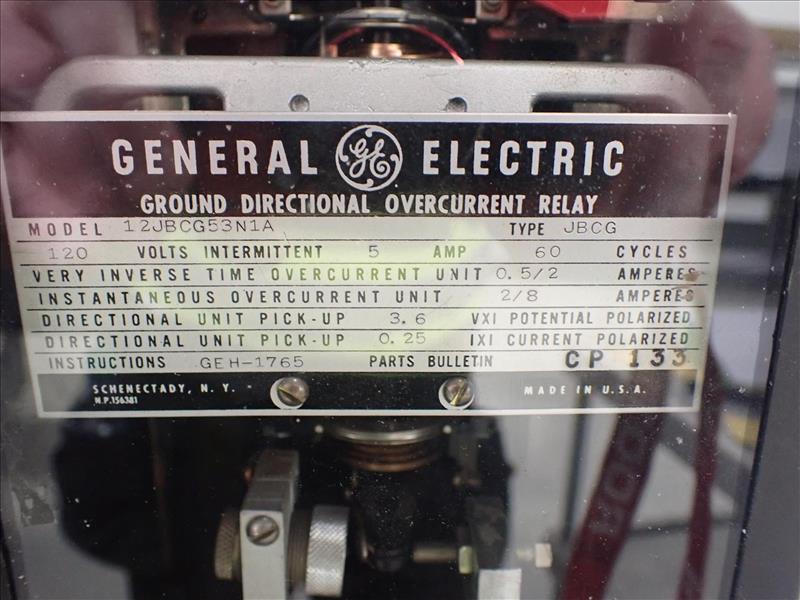 GENERAL GE ELECTRIC
GROUND DIRECTIONAL OVERCURRENT RELAY
MODEL 12JBCG53N1A TYPE JBCG
120 VOLTS INTERMITTENT 5 AMP 60 CYCLES
VERY INVERSE TIME OVERCURRENT UNIT 0.5/2 AMPERES
INSTANTANEOUS OVERCURRENT UNIT 2/8 AMPERES
DIRECTIONAL UNIT PICK-UP 3.6 VXI POTENTIAL POLARIZED
DIRECTIONAL UNIT PICK-UP 0.25 IXI CURRENT POLARIZED
INSTRUCTIONS GEH-1765 PARTS BULLETIN CP 133
SCHENECTADY, N. Y. - MADE IN U.S.A.
N.P.156381